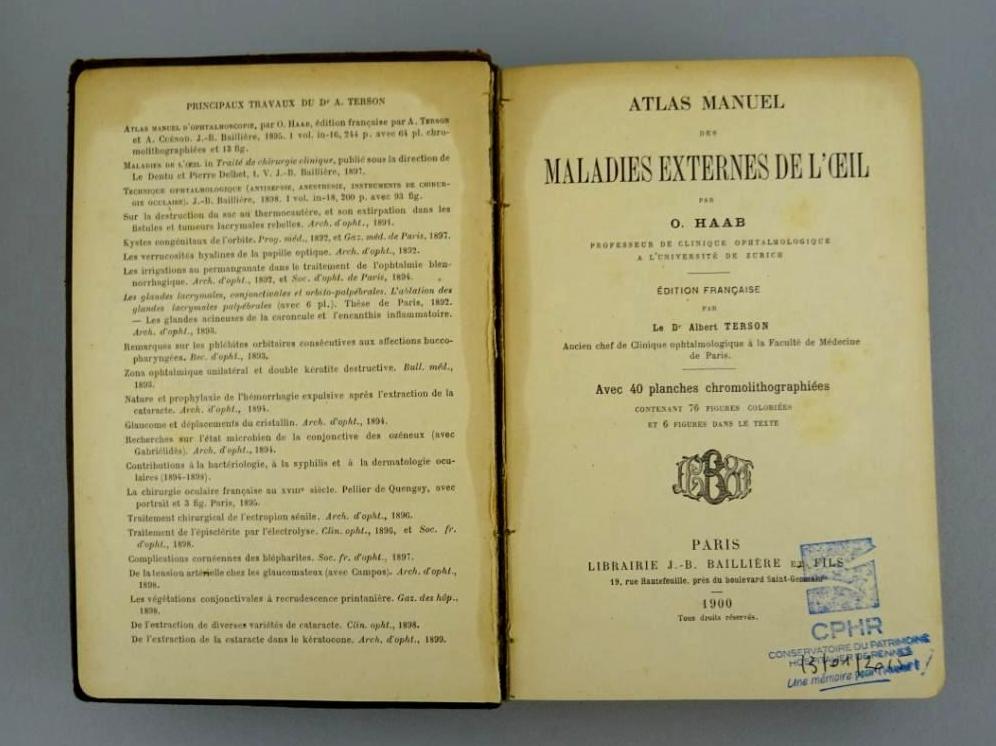 PRINCIPAUX TRAVAUX DU Dr A. TERSON
ATLAS MANUEL D'OPHTALMOSCOPIE, par O. HAAB, édition française par A. TERSON
et A. CUÉNOD. J.-B. Baillière, 1895. 1 vol. in-16, 244 p. avec 64 pl. chro-
molithographiées et 13 fig.
MALADIES DE L'ŒIL in Traité de chirurgie clinique, publié sous la direction de
Le Dentu et Pierre Delbet, t. V. J.-B. Baillière, 1897.
TECHNIQUE OPHTALMOLOGIQUE (ANTISEPSIE, ANESTHÉSIE, INSTRUMENTS DE CHIRUR-
GIE OCULAIRE). J.-B. Baillière, 1898. 1 vol. in-18, 200 p. avec 93 fig.
Sur la destruction du sac au thermocautère, et son extirpation dans les
fistules et tumeurs lacrymales rebelles. Arch. d'opht., 1891.
Kystes congénitaux de l'orbite. Prog. méd., 1892, et Gaz. méd. de Paris, 1897.
Les verrucosités hyalines de la papille optique. Arch. d'opht., 1892.
Les irrigations au permanganate dans le traitement de l'ophtalmie blen-
norrhagique. Arch. d'opht., 1892, et Soc. d'opht. de Paris, 1894.
Les glandes lacrymales, conjonctivales et orbito-palpébrales. L'ablation des
glandes lacrymales palpébrales (avec 6 pl.). Thèse de Paris, 1892.
— Les glandes acineuses de la caroncule et l'encanthis inflammatoire.
Arch. d'opht., 1893.
Remarques sur les phlébites orbitaires consécutives aux affections bucco-
pharyngées. Rec. d'opht., 1893.
Zona ophtalmique unilatéral et double kératite destructive. Bull. méd.,
1893.
Nature et prophylaxie de l'hémorrhagie expulsive après l'extraction de la
cataracte. Arch. d'opht., 1894.
Glaucome et déplacements du cristallin. Arch. d'opht., 1894.
Recherches sur l'état microbien de la conjonctive des ozéneux (avec
Gabriélidès). Arch. d'opht., 1894.
Contributions à la bactériologie, à la syphilis et à la dermatologie ocu-
laires (1894-1898).
La chirurgie oculaire française au XVIIIe siècle. Pellier de Quengsy, avec
portrait et 3 fig. Paris, 1895.
Traitement chirurgical de l'ectropion sénile. Arch. d'opht., 1896.
Traitement de l'épisclérite par l'électrolyse. Clin. opht., 1896, et Soc. fr.
d'opht., 1898.
Complications cornéennes des blépharites. Soc. fr. d'opht., 1897.
De la tension artérielle chez les glaucomateux (avec Campos). Arch. d'opht.,
1898.
Les végétations conjonctivales à recrudescence printanière. Gaz. des hôp.,
1898.
De l'extraction de diverses variétés de cataracte. Clin. opht., 1898.
De l'extraction de la cataracte dans le kératocone. Arch. d'opht., 1899.
ATLAS MANUEL
DES
MALADIES EXTERNES DE L'ŒIL
PAR
O. HAAB
PROFESSEUR DE CLINIQUE OPHTALMOLOGIQUE
A L'UNIVERSITÉ DE ZURICH
ÉDITION FRANÇAISE
PAR
Le Dr Albert TERSON
Ancien chef de Clinique ophtalmologique à la Faculté de Médecine
de Paris.
Avec 40 planches chromolithographiées
CONTENANT 76 FIGURES COLORIÉES
ET 6 FIGURES DANS LE TEXTE
PARIS
LIBRAIRIE J.-B. BAILLIÈRE ET FILS
19, rue Hautefeuille, près du boulevard Saint-Germain
1900
Tous droits réservés.
CPHR
CONSERVATOIRE DU PATRIMOINE
HOSPITALIER DE RENNES
Une mémoire pour l'avenir !